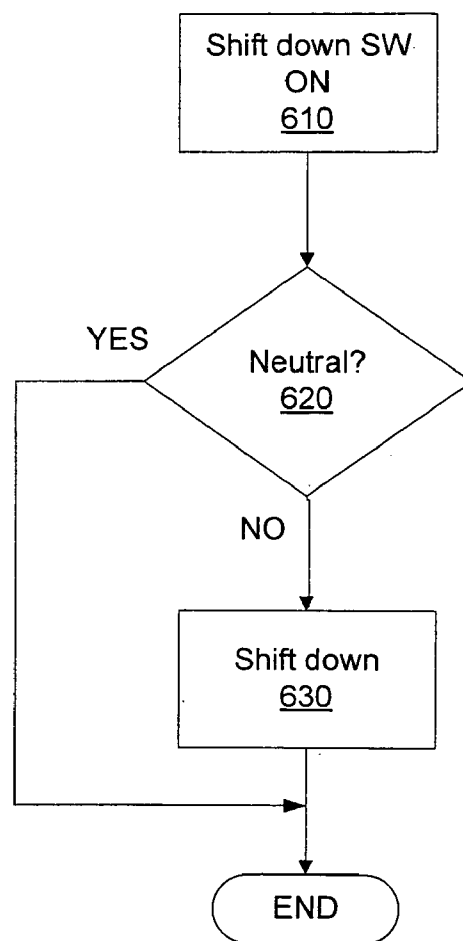 Shift down SW
ON
610
YES
Neutral?
620
NO
Shift down
630
END